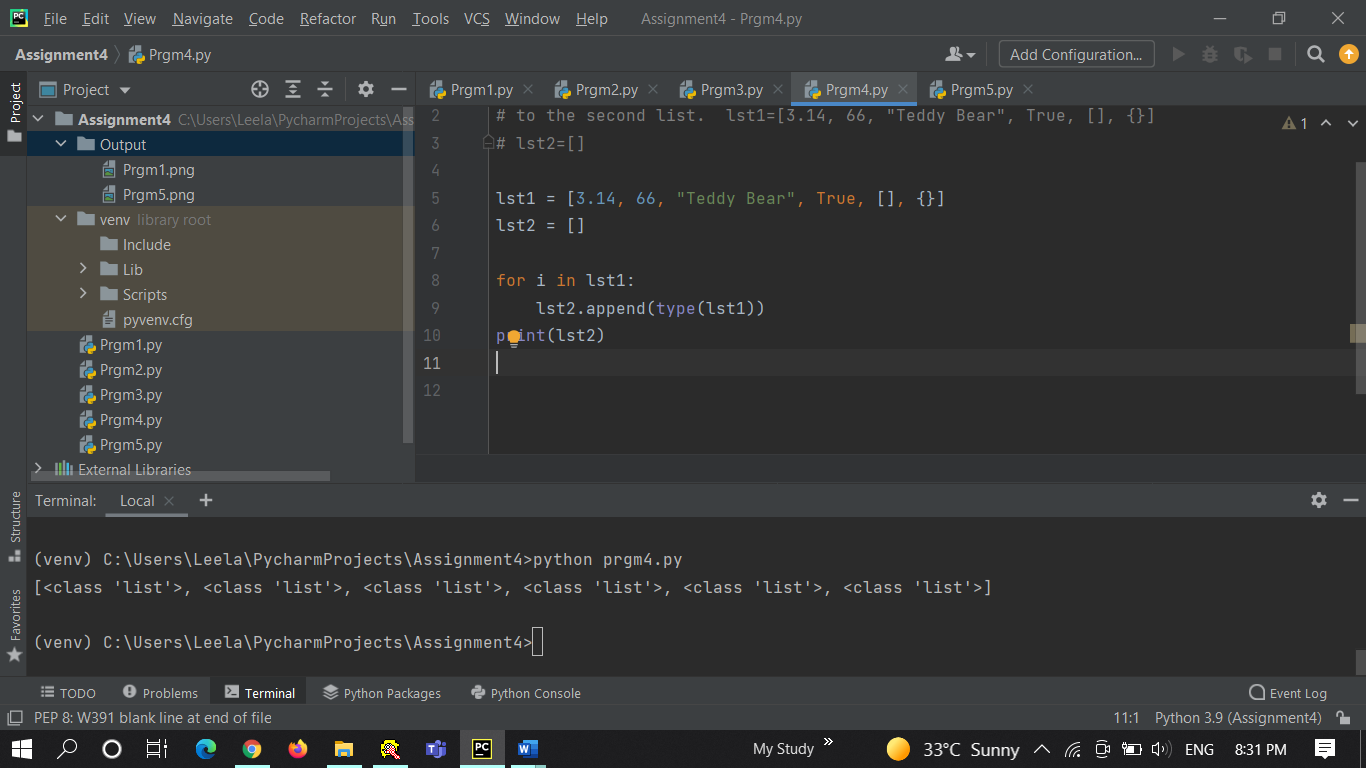 File Edit View Navigate Code Refactor Run Tools VCS Window Help Assignment4 - Prgm4.py
Assignment4 Prgm4.py Add Configuration...
Project Project Prgm1.py Prgm2.py Prgm3.py Prgm4.py Prgm5.py
Assignment4 C:\Users\Leela\PycharmProjects\Ass
Output
Prgm1.png
Prgm5.png
venv library root
Include
Lib
Scripts
pyvenv.cfg
Prgm1.py
Prgm2.py
Prgm3.py
Prgm4.py
Prgm5.py
External Libraries
2 # to the second list.  lst1=[3.14, 66, "Teddy Bear", True, [], {}]
1
3 # lst2=[]
4
5 lst1 = [3.14, 66, "Teddy Bear", True, [], {}]
6 lst2 = []
7
8 for i in lst1:
9     lst2.append(type(lst1))
10 print(lst2)
11
12
Structure
Favorites
Terminal: Local
(venv) C:\Users\Leela\PycharmProjects\Assignment4>python prgm4.py
[<class 'list'>, <class 'list'>, <class 'list'>, <class 'list'>, <class 'list'>, <class 'list'>]
(venv) C:\Users\Leela\PycharmProjects\Assignment4>
TODO Problems Terminal Python Packages Python Console Event Log
PEP 8: W391 blank line at end of file 11:1 Python 3.9 (Assignment4)
My Study 33°C Sunny ENG 8:31 PM